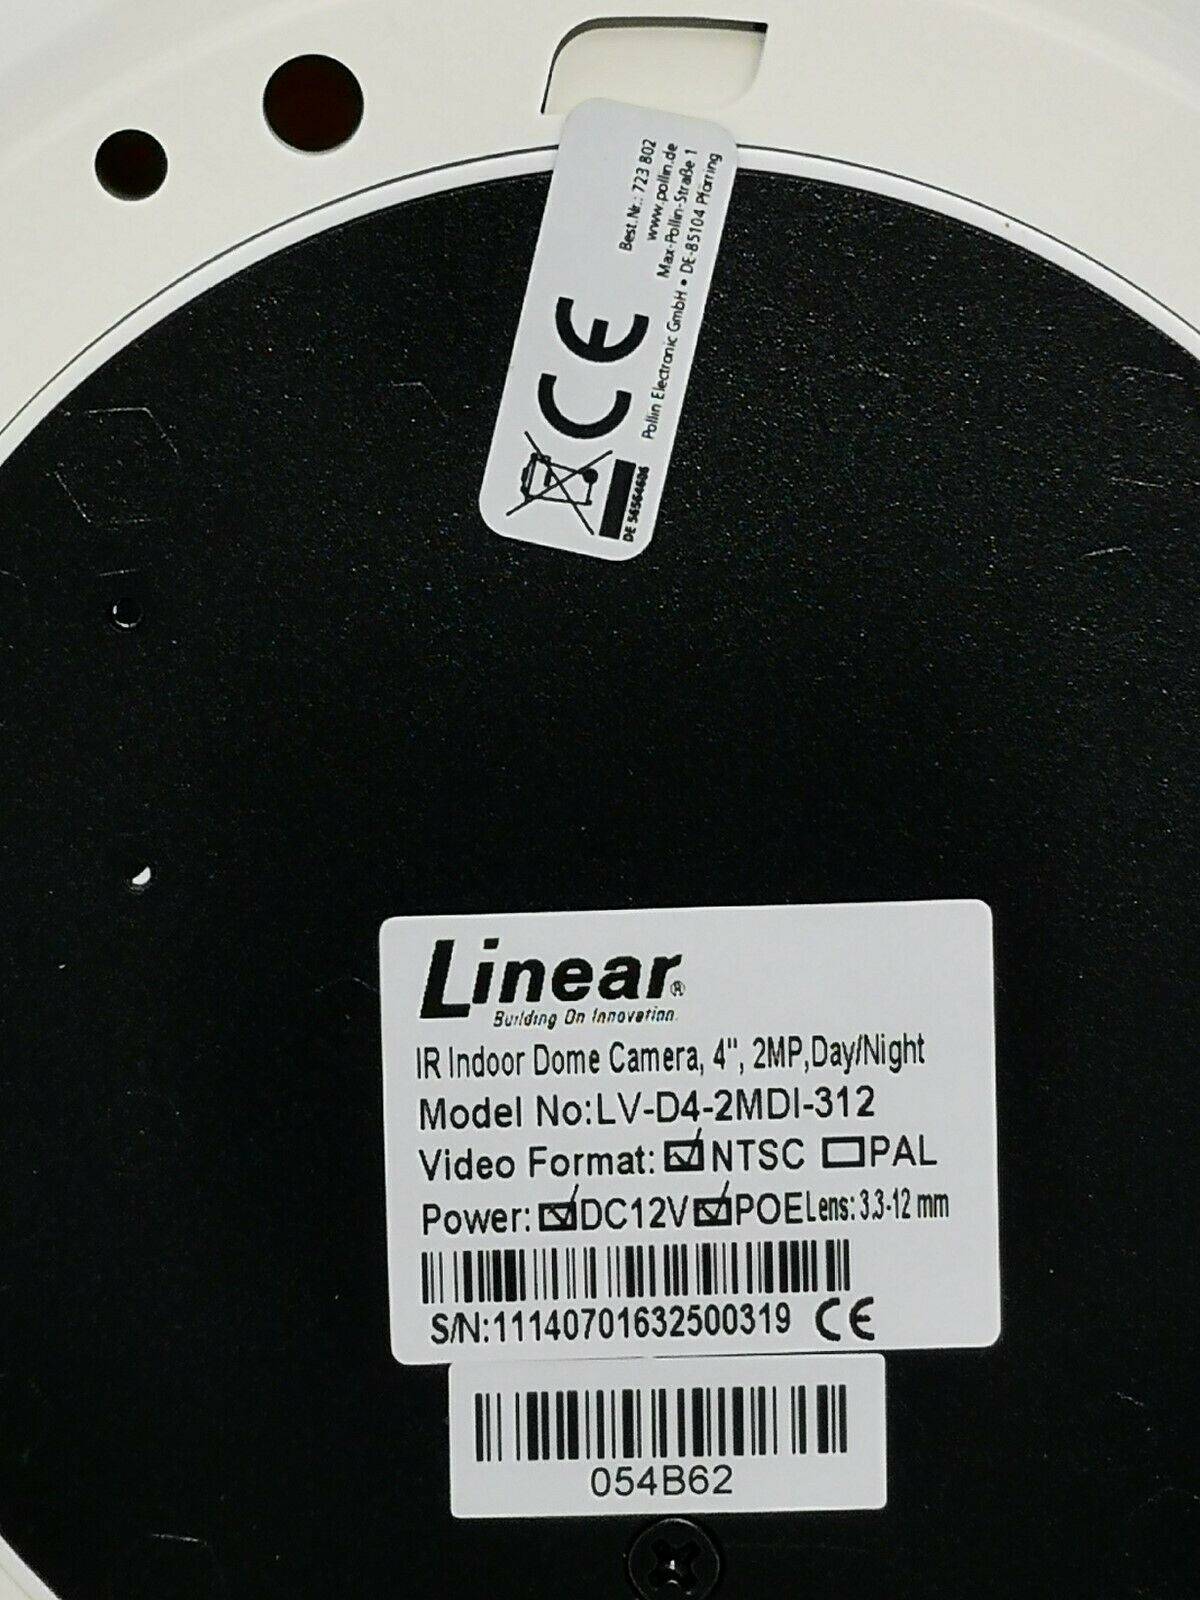 Best.Nr.: 723 802
www.pollin.de
Max-Pollin-Straße 1
Pollin Electronic GmbH • DE-85104 Pförring
CE
DE 56564606
Linear®
Building On Innovation.
IR Indoor Dome Camera, 4", 2MP,Day/Night
Model No:LV-D4-2MDI-312
Video Format: NTSC PAL
Power: DC12V POE Lens: 3.3-12 mm
S/N:11140701632500319 CE
054B62